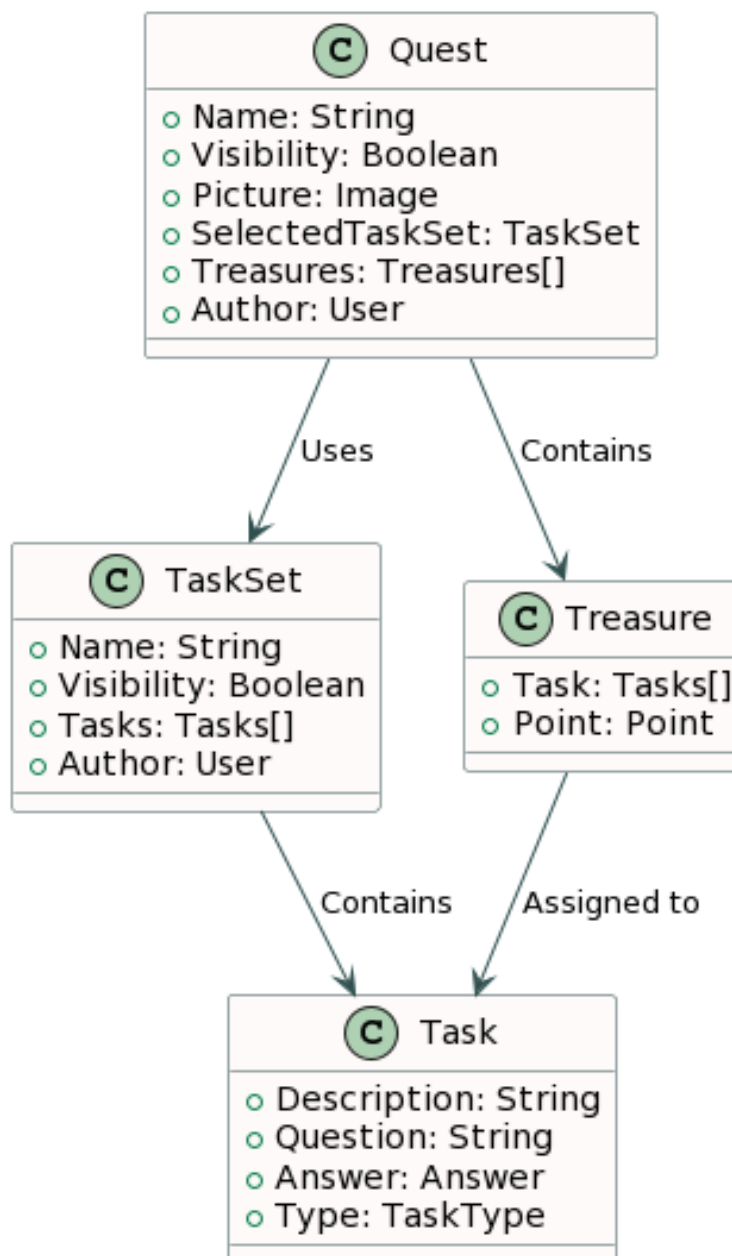 C Quest
Name: String
Visibility: Boolean
Picture: Image
SelectedTaskSet: TaskSet
Treasures: Treasures[]
Author: User
Uses
Contains
C TaskSet
Name: String
Visibility: Boolean
Tasks: Tasks[]
Author: User
C Treasure
Task: Tasks[]
Point: Point
Contains
Assigned to
C Task
Description: String
Question: String
Answer: Answer
Type: TaskType